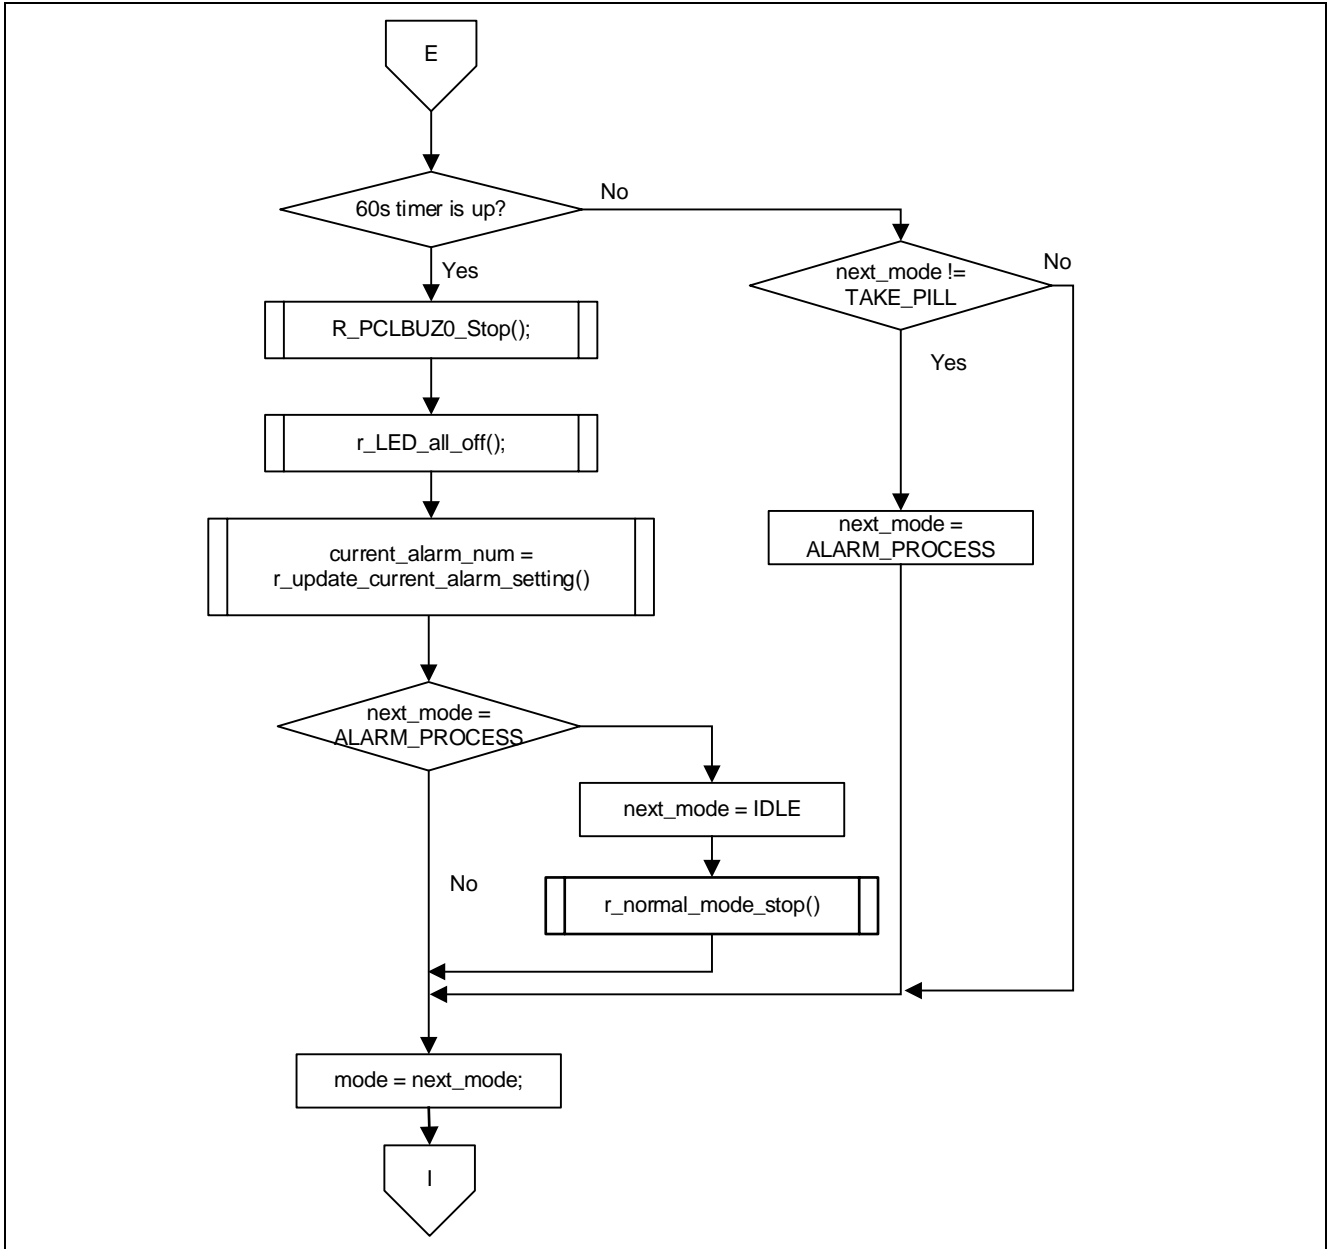 E
60s timer is up?
No
Yes
next_mode !=
TAKE_PILL
No
R_PCLBUZ0_Stop();
Yes
r_LED_all_off();
current_alarm_num =
r_update_current_alarm_setting()
next_mode =
ALARM_PROCESS
next_mode =
ALARM_PROCESS
next_mode = IDLE
No
r_normal_mode_stop()
mode = next_mode;
I